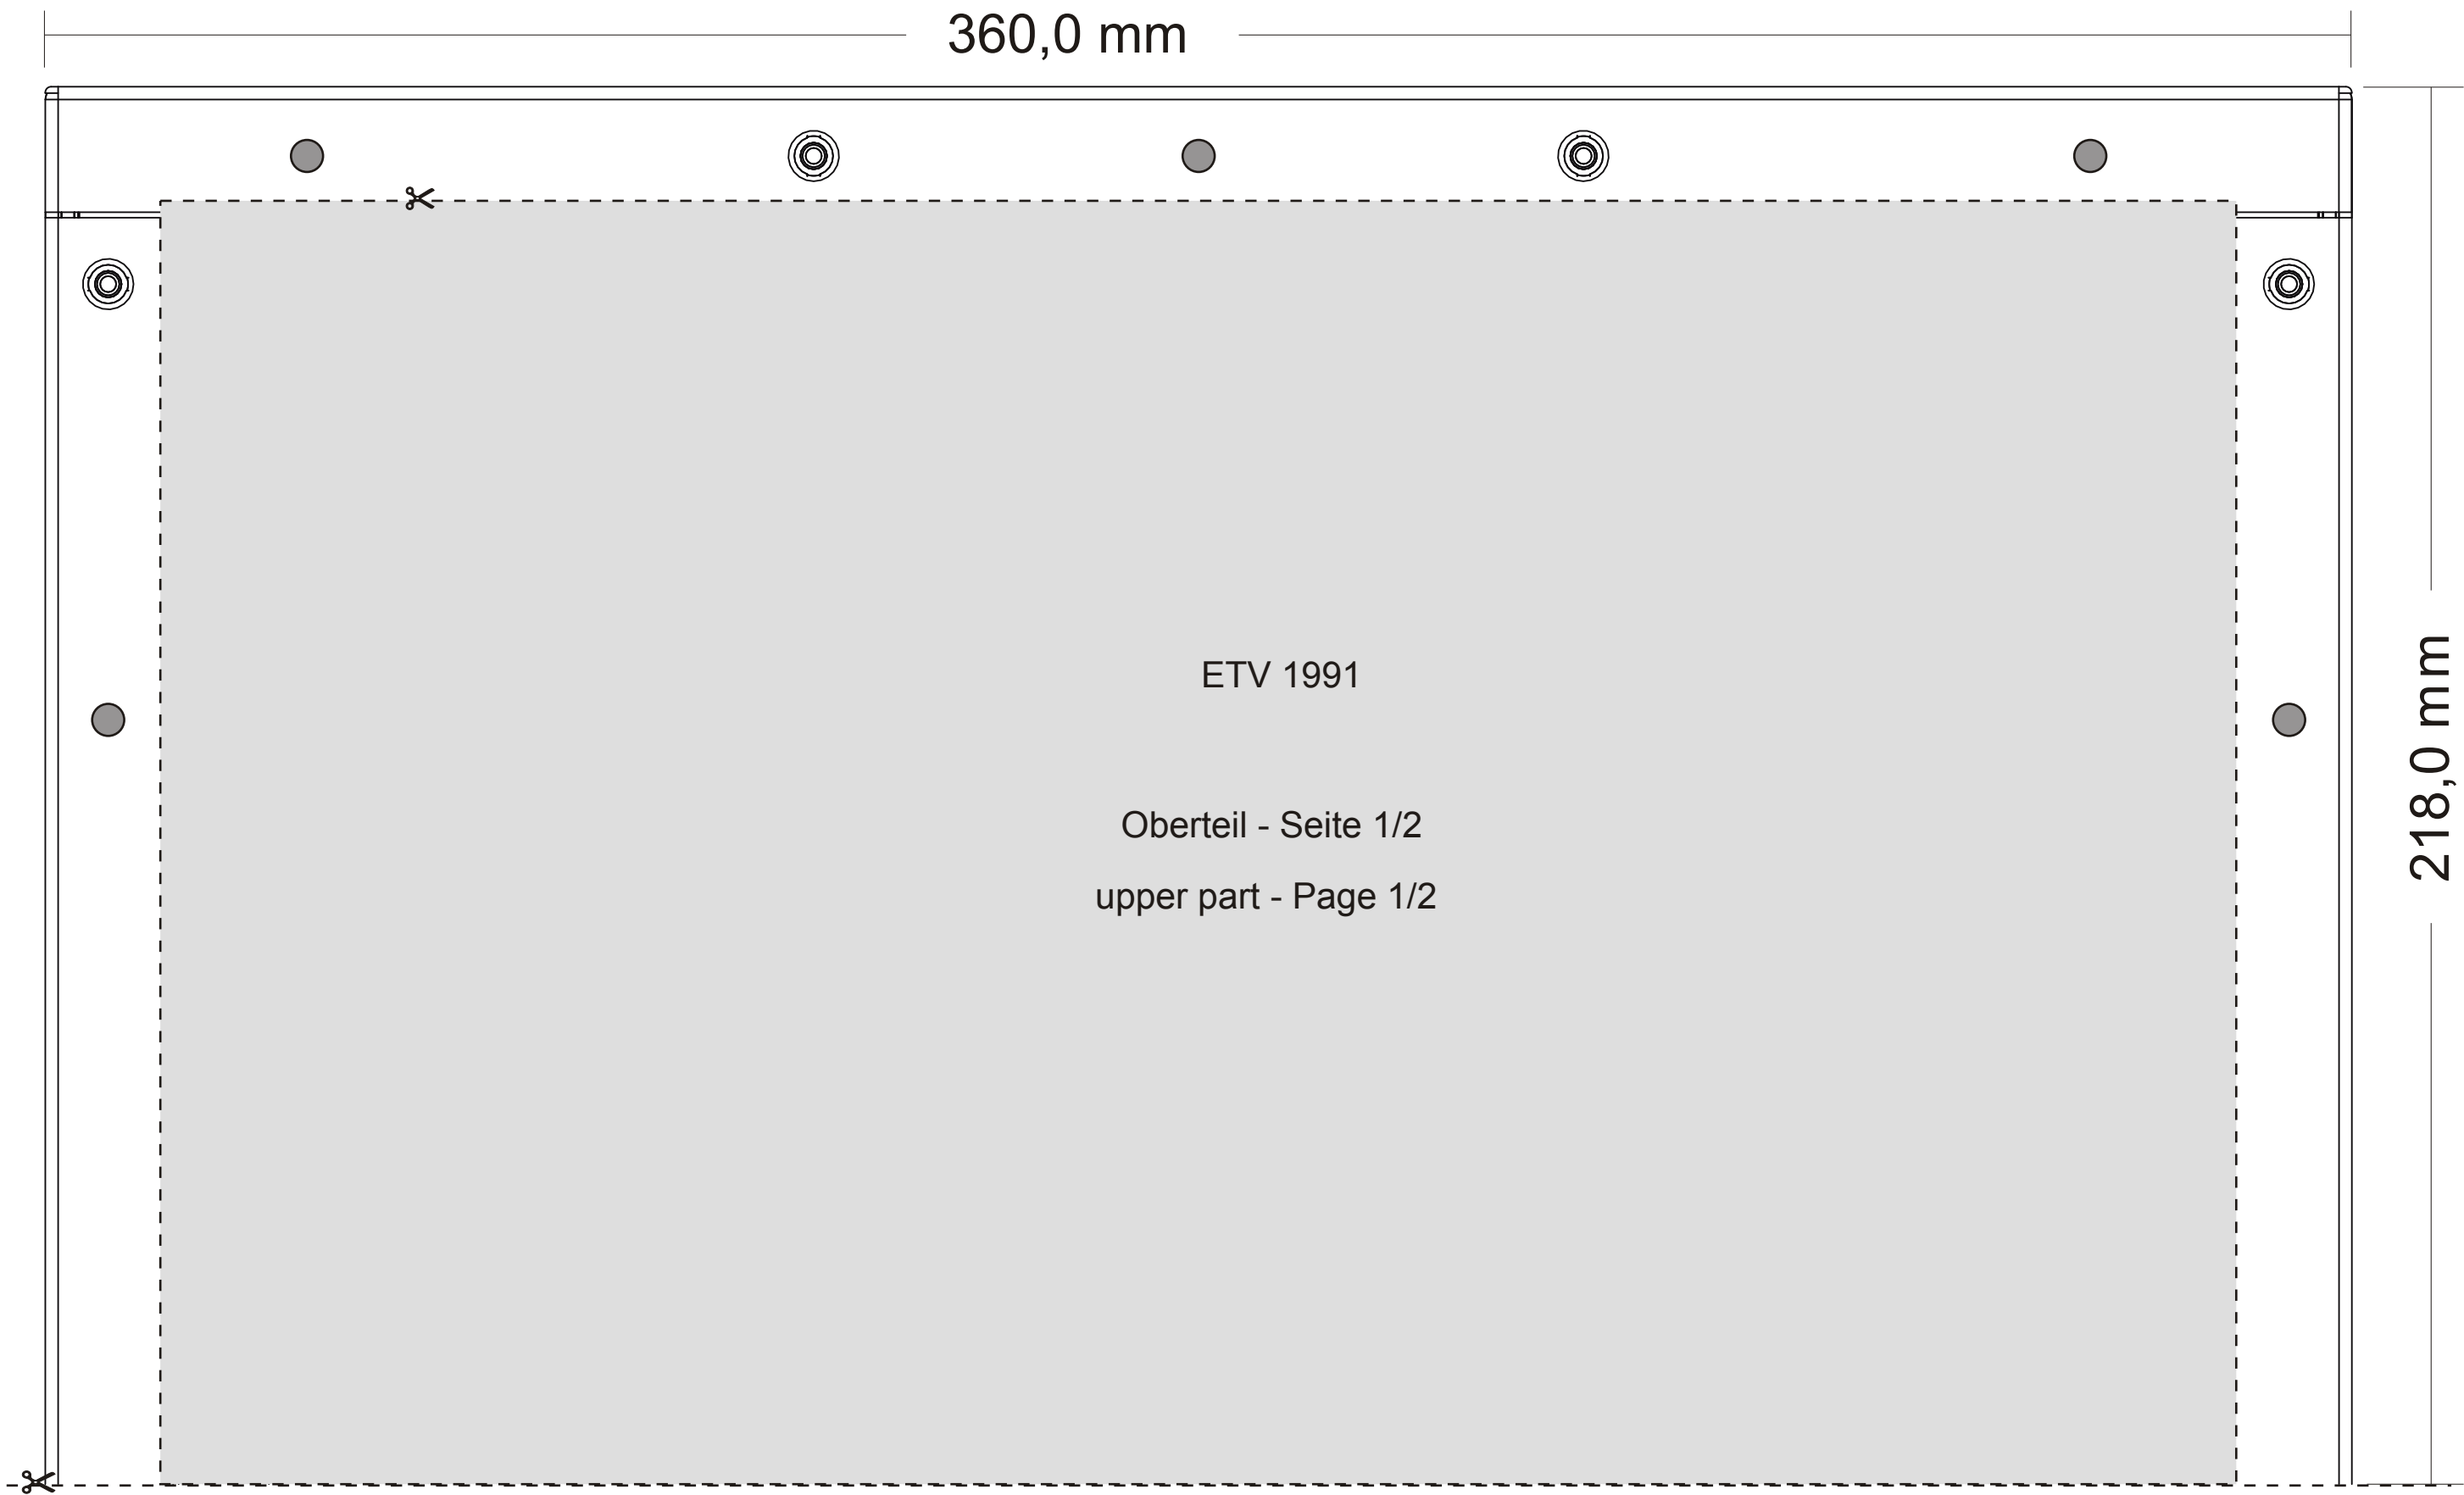 360,0 mm
218,0 mm
ETV 1991
Oberteil - Seite 1/2
upper part - Page 1/2